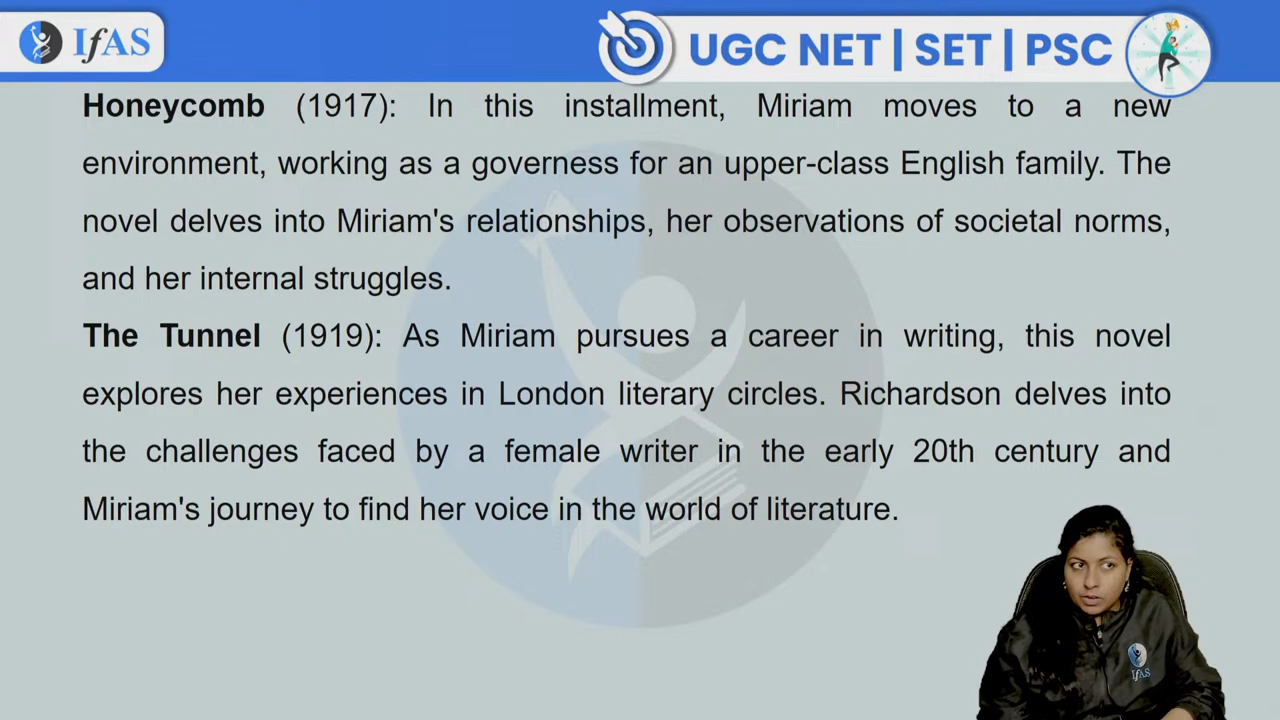 IfAS
UGC NET | SET | PSC
Honeycomb (1917): In this installment, Miriam moves to a new
environment, working as a governess for an upper-class English family. The
novel delves into Miriam's relationships, her observations of societal norms,
and her internal struggles.
The Tunnel (1919): As Miriam pursues a career in writing, this novel
explores her experiences in London literary circles. Richardson delves into
the challenges faced by a female writer in the early 20th century and
Miriam's journey to find her voice in the world of literature.
IfAS